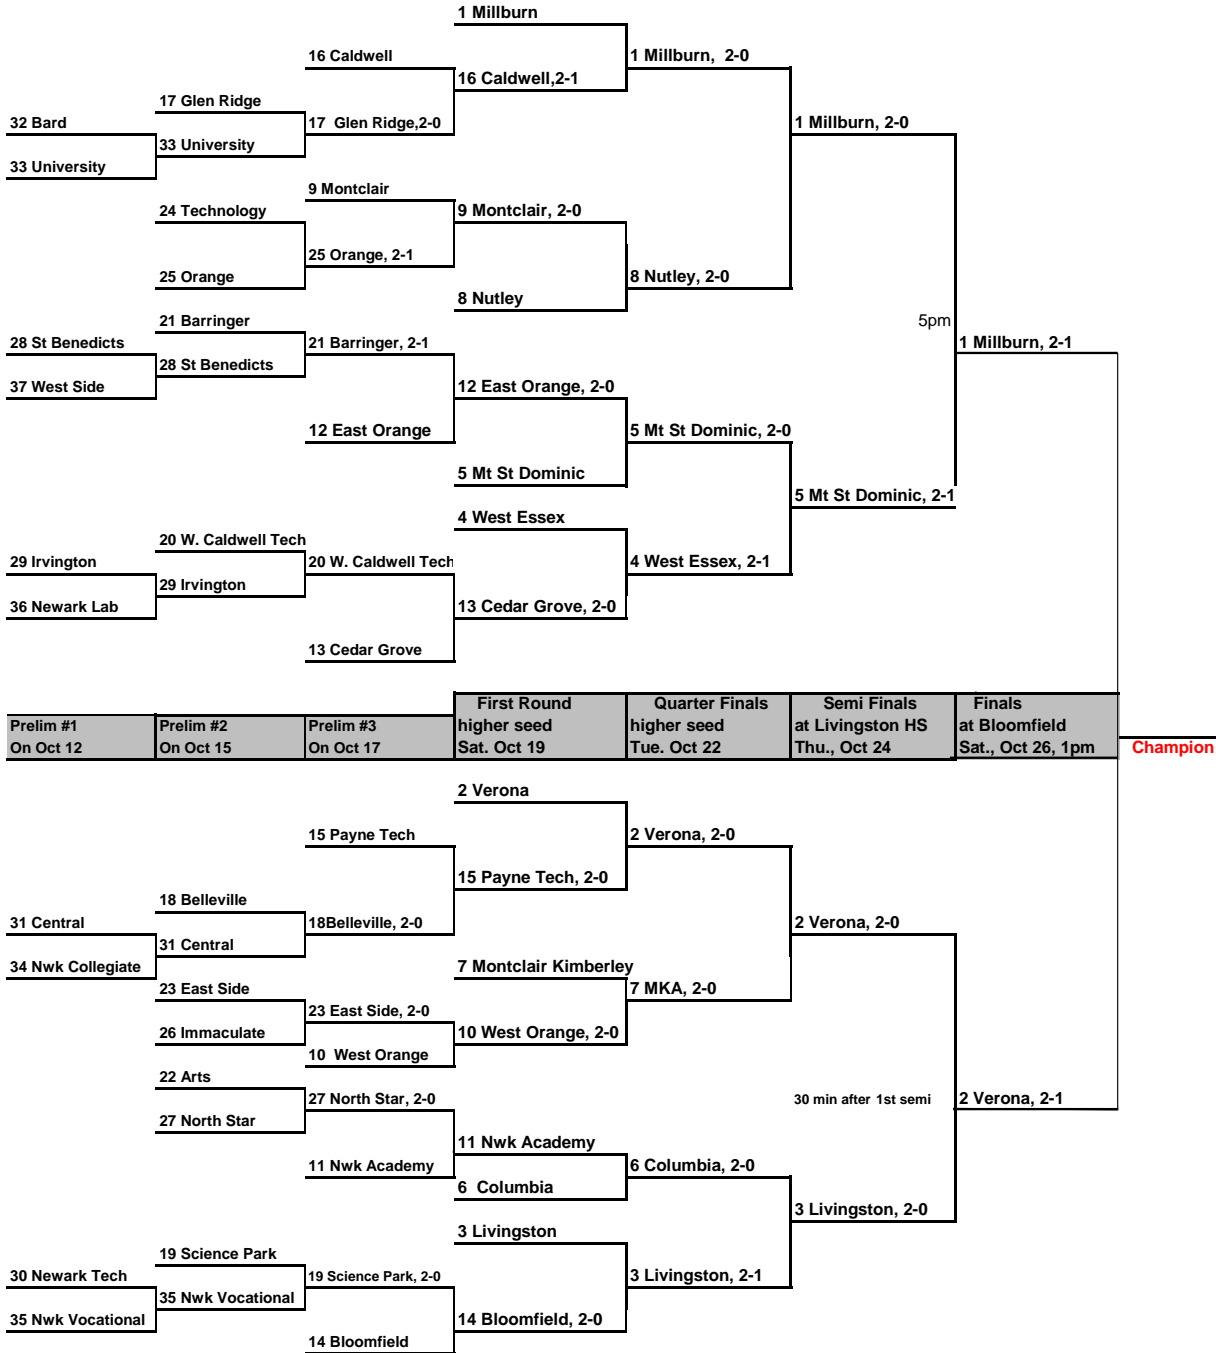 1 Millburn
16 Caldwell
1 Millburn,  2-0
16 Caldwell,2-1
17 Glen Ridge
32 Bard
17  Glen Ridge,2-0
1 Millburn, 2-0
33 University
33 University
9 Montclair
24 Technology
9 Montclair, 2-0
25 Orange, 2-1
25 Orange
8 Nutley, 2-0
8 Nutley
21 Barringer
5pm
28 St Benedicts
21 Barringer, 2-1
1 Millburn, 2-1
28 St Benedicts
37 West Side
12 East Orange, 2-0
12 East Orange
5 Mt St Dominic, 2-0
5 Mt St Dominic
5 Mt St Dominic, 2-1
4 West Essex
20 W. Caldwell Tech
29 Irvington
20 W. Caldwell Tech
4 West Essex, 2-1
29 Irvington
36 Newark Lab
13 Cedar Grove, 2-0
13 Cedar Grove
First Round
Quarter Finals
Semi Finals
Finals
Prelim #1
Prelim #2
Prelim #3
higher seed
higher seed
at Livingston HS
at Bloomfield
On Oct 12
On Oct 15
On Oct 17
Sat. Oct 19
Tue. Oct 22
Thu., Oct 24
Sat., Oct 26, 1pm
Champion
2 Verona
15 Payne Tech
2 Verona, 2-0
15 Payne Tech, 2-0
18 Belleville
31 Central
18Belleville, 2-0
2 Verona, 2-0
31 Central
34 Nwk Collegiate
7 Montclair Kimberley
23 East Side
7 MKA, 2-0
23 East Side, 2-0
26 Immaculate
10 West Orange, 2-0
10  West Orange
22 Arts
27 North Star, 2-0
30 min after 1st semi
2 Verona, 2-1
27 North Star
11 Nwk Academy
11 Nwk Academy
6 Columbia, 2-0
6  Columbia
3 Livingston, 2-0
3 Livingston
19 Science Park
30 Newark Tech
19 Science Park, 2-0
3 Livingston, 2-1
35 Nwk Vocational
35 Nwk Vocational
14 Bloomfield, 2-0
14 Bloomfield